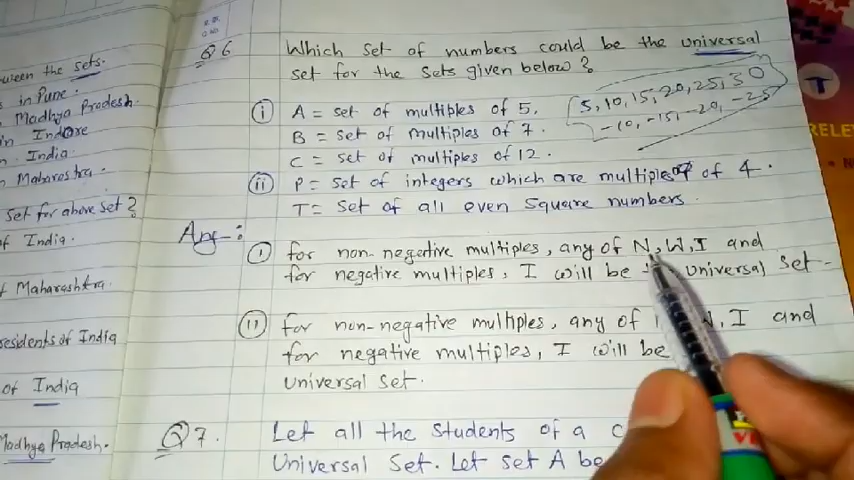 ween the sets.
s in Pune.
Madhya Pradesh.
in Indore
n India.
n Maharastra.
set for above set?
of India.
f Maharashtra.
residents of India
of India
Madhya Pradesh.
Q6 Which set of numbers could be the universal
set for the sets given below?
(i) A = set of multiples of 5.
5, 10, 15, 20, 25, 30
B = set of multiples of 7.
-10, -15, -20, -25
C = set of multiples of 12.
(ii) P = set of integers which are multiples of 4.
T = set of all even square numbers.
Ans-:
(i) for non-negative multiples, any of N, W, I and
for negative multiples, I will be universal set-
(ii) for non-negative multiples, any of I and
for negative multiples, I will be
universal set.
Q7. Let all the students of a c
Universal Set. Let set A be
T
RELE